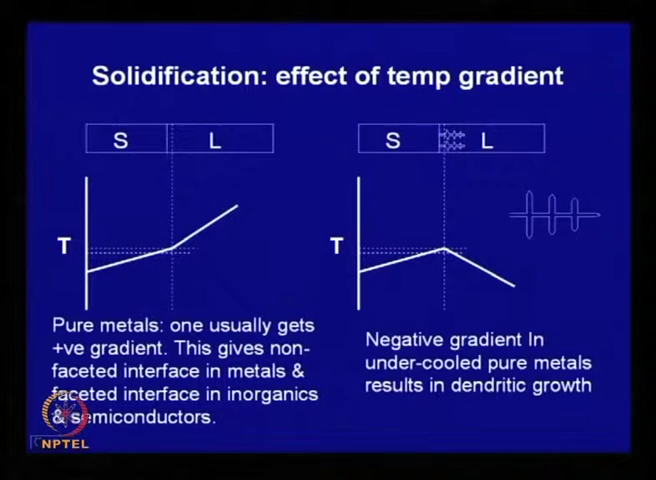 Solidification: effect of temp gradient
S L
S L
T
T
Pure metals: one usually gets
+ve gradient. This gives non-
faceted interface in metals &
faceted interface in inorganics
& semiconductors.
Negative gradient In
under-cooled pure metals
results in dendritic growth
NPTEL